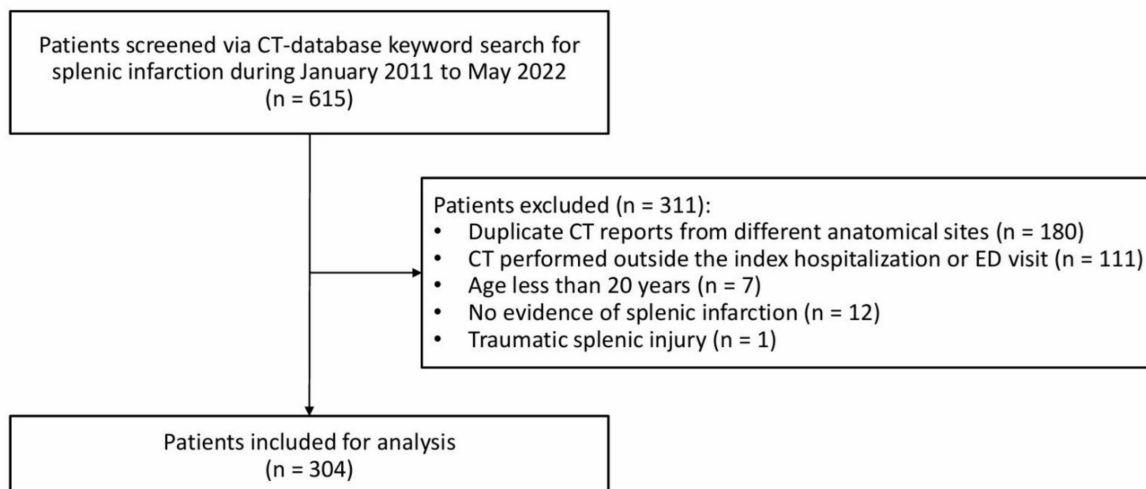 Patients screened via CT-database keyword search for
splenic infarction during January 2011 to May 2022
(n = 615)
Patients excluded (n = 311):
• Duplicate CT reports from different anatomical sites (n = 180)
• CT performed outside the index hospitalization or ED visit (n = 111)
• Age less than 20 years (n = 7)
• No evidence of splenic infarction (n = 12)
• Traumatic splenic injury (n = 1)
Patients included for analysis
(n = 304)